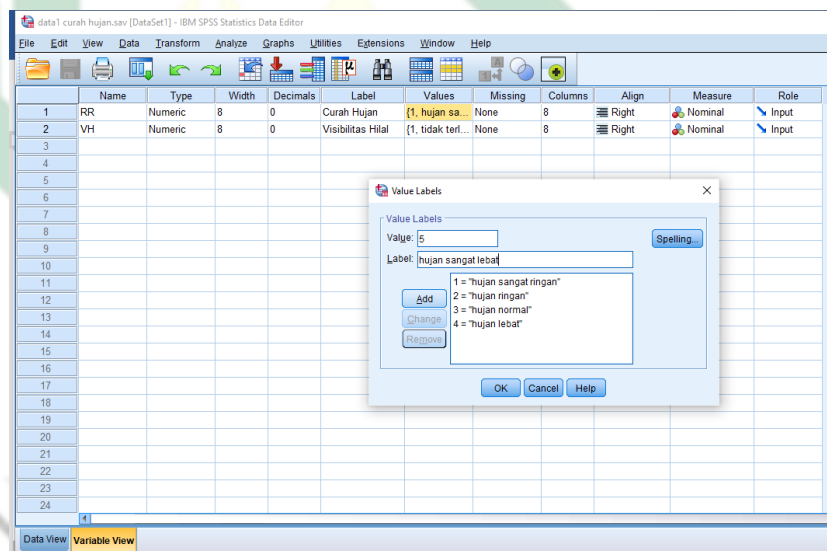 data1 curah hujan.sav [DataSet1] - IBM SPSS Statistics Data Editor
File Edit View Data Transform Analyze Graphs Utilities Extensions Window Help
Name Type Width Decimals Label Values Missing Columns Align Measure Role
1 RR Numeric 8 0 Curah Hujan {1, hujan sa... None 8 Right Nominal Input
2 VH Numeric 8 0 Visibilitas Hilal {1, tidak terl... None 8 Right Nominal Input
3
4
5
6
7
8
9
10
11
12
13
14
15
16
17
18
19
20
21
22
23
24
Value Labels
Value Labels
Value: 5
Spelling...
Label: hujan sangat lebat
Add
Change
Remove
1 = "hujan sangat ringan"
2 = "hujan ringan"
3 = "hujan normal"
4 = "hujan lebat"
OK Cancel Help
Data View Variable View